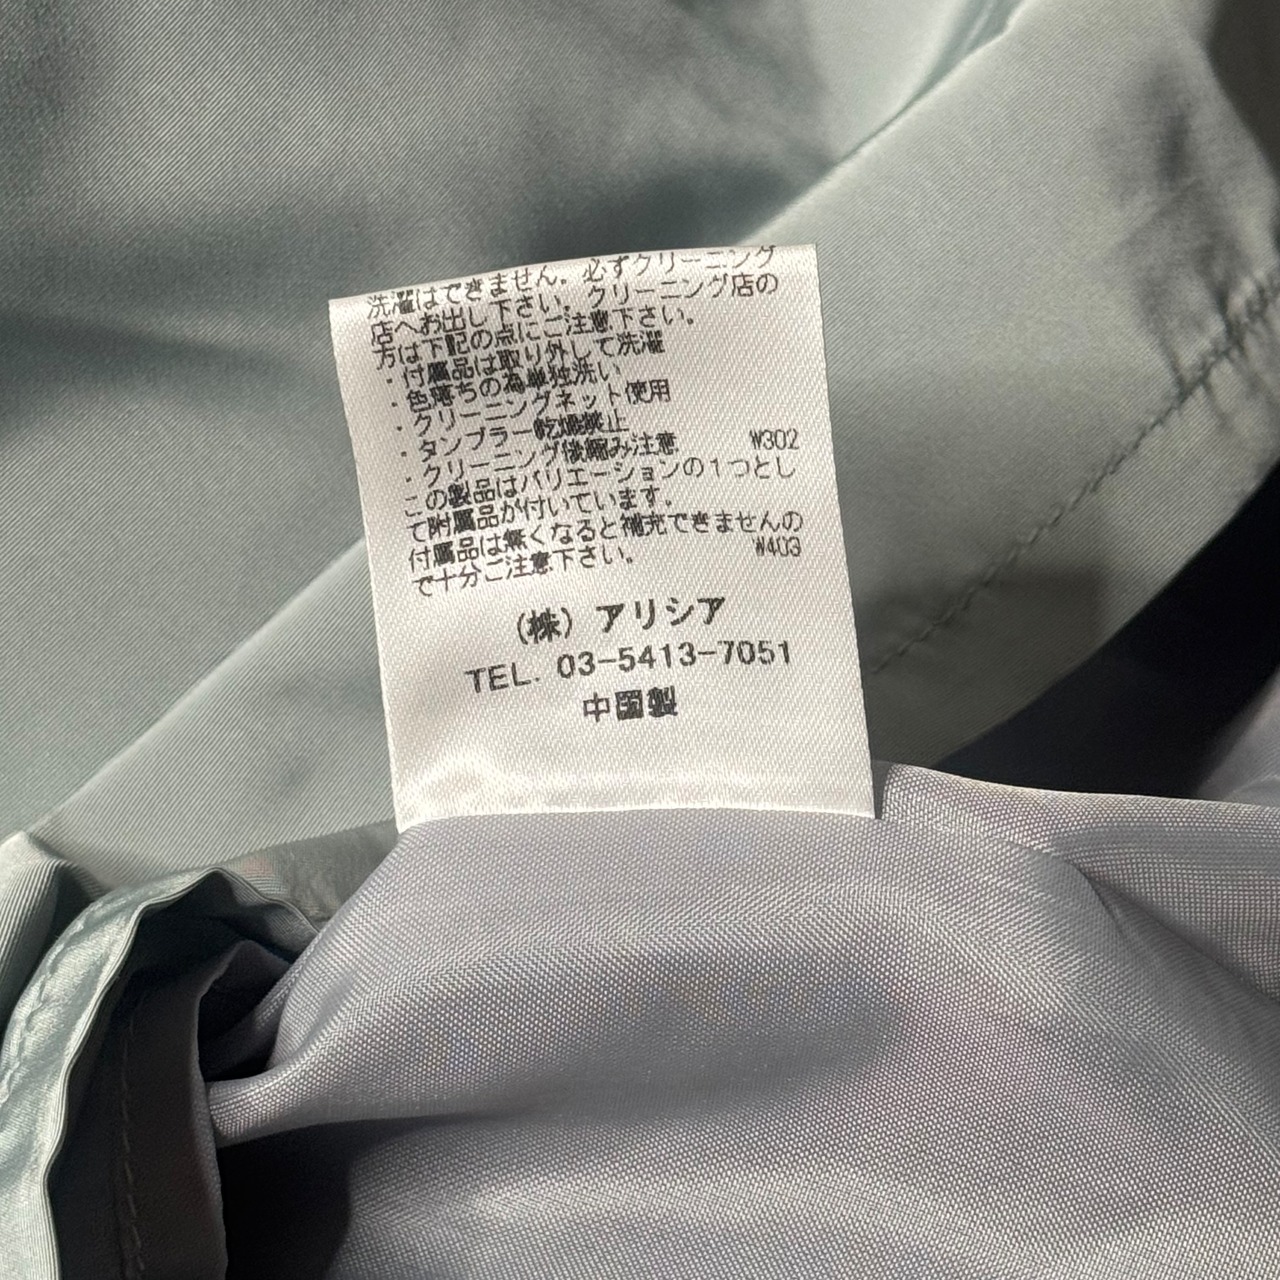 洗濯はできません。必ずクリーニング
店へお出し下さい。クリーニング店の
方は下記の点にご注意下さい。
・付属品は取り外して洗濯
・色落ちの為単独洗い
・クリーニングネット使用
・タンブラー乾燥禁止
・クリーニング後縮み注意 W302
この製品はバリエーションの1つとし
て附属品が付いています。
付属品は無くなると補充できませんの
で十分ご注意下さい。 W403
(株) アリシア
TEL. 03-5413-7051
中国製